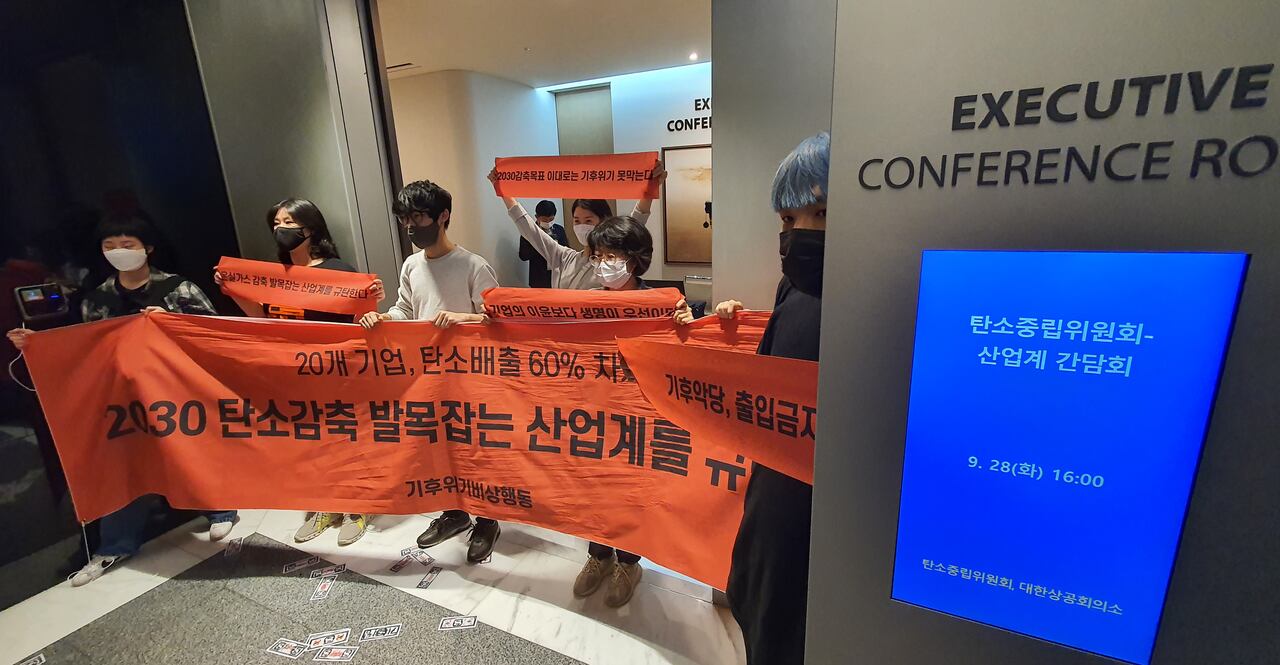 EXECUTIVE
CONFERENCE RO
탄소중립위원회-
산업계 간담회
9. 28(화) 16:00
탄소중립위원회, 대한상공회의소
EX
CONFE
2030감축목표 이대로는 기후위기 못막는다
온실가스 감축 발목잡는 산업계를 규탄한다
기업의 이윤보다 생명이 우선이다
20개 기업, 탄소배출 60%
2030 탄소감축 발목잡는 산업계를 규
기후위기비상행동
기후악당, 출입금지